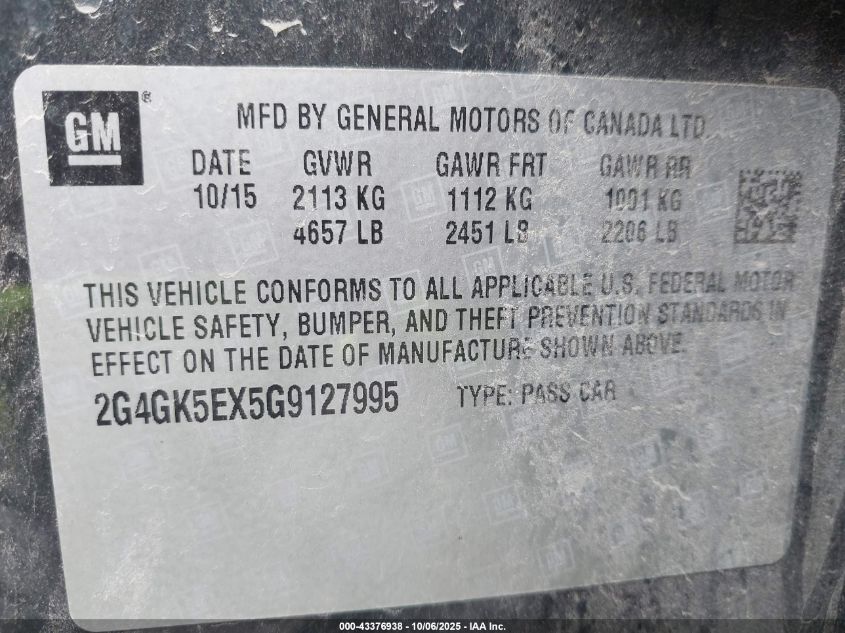 GM ®
MFD BY GENERAL MOTORS OF CANADA LTD
DATE GVWR GAWR FRT GAWR RR
10/15 2113 KG 1112 KG 1001 KG
4657 LB 2451 LB 2206 LB
THIS VEHICLE CONFORMS TO ALL APPLICABLE U.S. FEDERAL MOTOR
VEHICLE SAFETY, BUMPER, AND THEFT PREVENTION STANDARDS IN
EFFECT ON THE DATE OF MANUFACTURE SHOWN ABOVE.
2G4GK5EX5G9127995 TYPE: PASS CAR
000-43376938 - 10/06/2025 - IAA Inc.